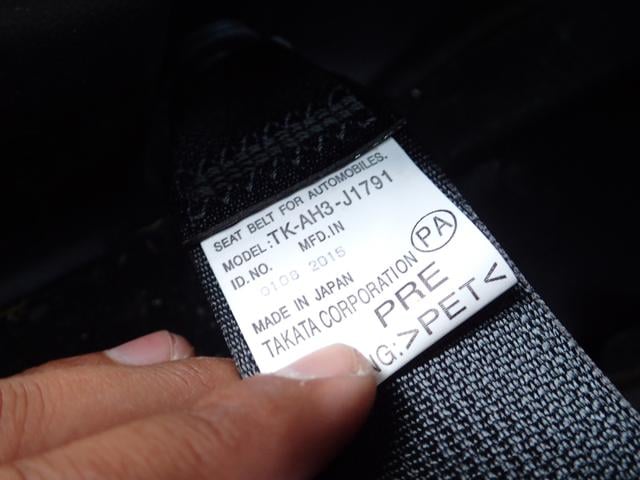 SEAT BELT FOR AUTOMOBILES.
MODEL:TK-AH3-J1791
ID.NO. MFD.IN
0108 2015
MADE IN JAPAN
TAKATA CORPORATION PA
PRE
NG:>PET<